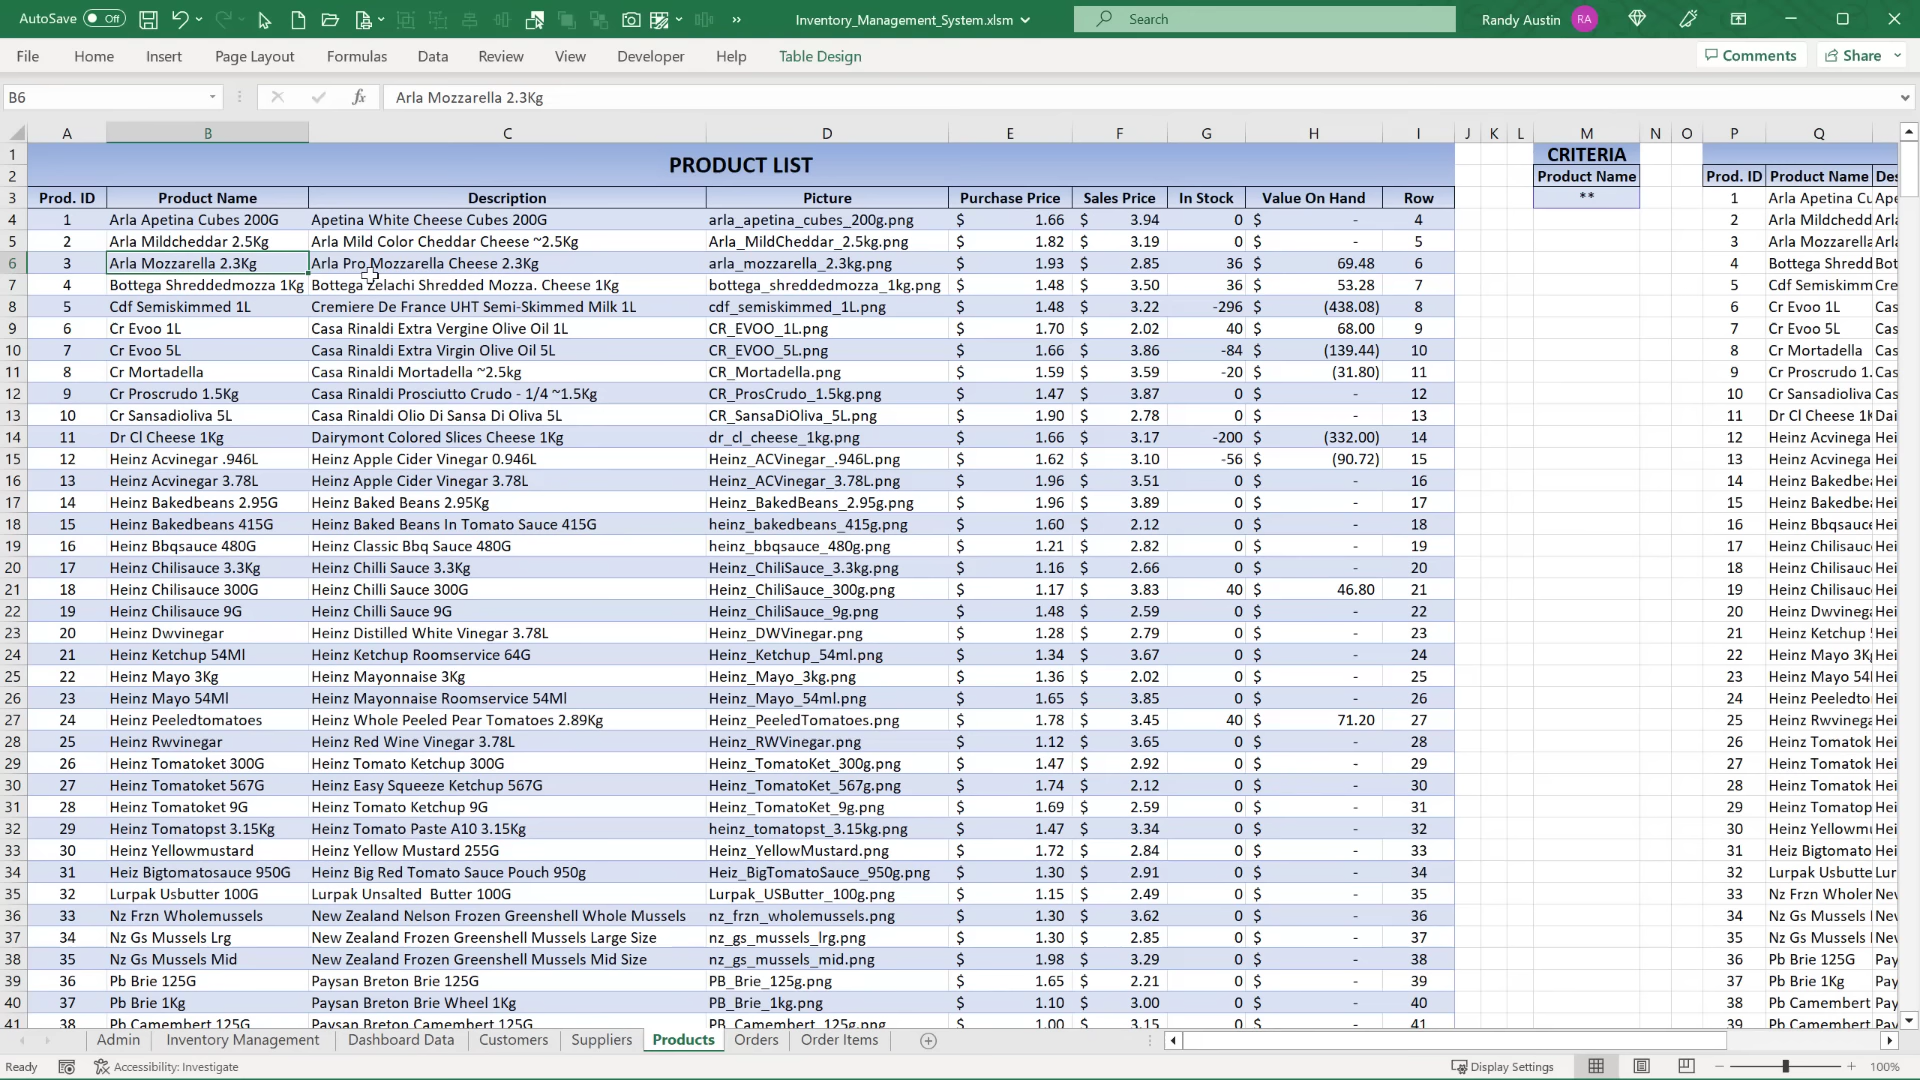 AutoSave Off Inventory_Management_System.xlsm Search Randy Austin RA
File Home Insert Page Layout Formulas Data Review View Developer Help Table Design Comments Share
B6 fx Arla Mozzarella 2.3Kg
A B C D E F G H I J K L M N O P Q
1 PRODUCT LIST CRITERIA
2 Product Name Prod. ID Product Name Des
3 Prod. ID Product Name Description Picture Purchase Price Sales Price In Stock Value On Hand Row ** 1 Arla Apetina Cu Ape
4 1 Arla Apetina Cubes 200G Apetina White Cheese Cubes 200G arla_apetina_cubes_200g.png $ 1.66 $ 3.94 0 $ - 4 2 Arla Mildchedd Arla
5 2 Arla Mildcheddar 2.5Kg Arla Mild Color Cheddar Cheese ~2.5Kg Arla_MildCheddar_2.5kg.png $ 1.82 $ 3.19 0 $ - 5 3 Arla Mozzarella Arla
6 3 Arla Mozzarella 2.3Kg Arla Pro Mozzarella Cheese 2.3Kg arla_mozzarella_2.3kg.png $ 1.93 $ 2.85 36 $ 69.48 6 4 Bottega Shredd Bot
7 4 Bottega Shreddedmozza 1Kg Bottega Zelachi Shredded Mozza. Cheese 1Kg bottega_shreddedmozza_1kg.png $ 1.48 $ 3.50 36 $ 53.28 7 5 Cdf Semiskimm Cre
8 5 Cdf Semiskimmed 1L Cremiere De France UHT Semi-Skimmed Milk 1L cdf_semiskimmed_1L.png $ 1.48 $ 3.22 -296 $ (438.08) 8 6 Cr Evoo 1L Cas
9 6 Cr Evoo 1L Casa Rinaldi Extra Vergine Olive Oil 1L CR_EVOO_1L.png $ 1.70 $ 2.02 40 $ 68.00 9 7 Cr Evoo 5L Cas
10 7 Cr Evoo 5L Casa Rinaldi Extra Virgin Olive Oil 5L CR_EVOO_5L.png $ 1.66 $ 3.86 -84 $ (139.44) 10 8 Cr Mortadella Cas
11 8 Cr Mortadella Casa Rinaldi Mortadella ~2.5kg CR_Mortadella.png $ 1.59 $ 3.59 -20 $ (31.80) 11 9 Cr Proscrudo 1. Cas
12 9 Cr Proscrudo 1.5Kg Casa Rinaldi Prosciutto Crudo - 1/4 ~1.5Kg CR_ProsCrudo_1.5kg.png $ 1.47 $ 3.87 0 $ - 12 10 Cr Sansadioliva Cas
13 10 Cr Sansadioliva 5L Casa Rinaldi Olio Di Sansa Di Oliva 5L CR_SansaDiOliva_5L.png $ 1.90 $ 2.78 0 $ - 13 11 Dr Cl Cheese 1K Dai
14 11 Dr Cl Cheese 1Kg Dairymont Colored Slices Cheese 1Kg dr_cl_cheese_1kg.png $ 1.66 $ 3.17 -200 $ (332.00) 14 12 Heinz Acvinega Hei
15 12 Heinz Acvinegar .946L Heinz Apple Cider Vinegar 0.946L Heinz_ACVinegar_.946L.png $ 1.62 $ 3.10 -56 $ (90.72) 15 13 Heinz Acvinega Hei
16 13 Heinz Acvinegar 3.78L Heinz Apple Cider Vinegar 3.78L Heinz_ACVinegar_3.78L.png $ 1.96 $ 3.51 0 $ - 16 14 Heinz Bakedbe Hei
17 14 Heinz Bakedbeans 2.95G Heinz Baked Beans 2.95Kg Heinz_BakedBeans_2.95g.png $ 1.96 $ 3.89 0 $ - 17 15 Heinz Bakedbe Hei
18 15 Heinz Bakedbeans 415G Heinz Baked Beans In Tomato Sauce 415G heinz_bakedbeans_415g.png $ 1.60 $ 2.12 0 $ - 18 16 Heinz Bbqsauce Hei
19 16 Heinz Bbqsauce 480G Heinz Classic Bbq Sauce 480G heinz_bbqsauce_480g.png $ 1.21 $ 2.82 0 $ - 19 17 Heinz Chilisauc Hei
20 17 Heinz Chilisauce 3.3Kg Heinz Chilli Sauce 3.3Kg Heinz_ChiliSauce_3.3kg.png $ 1.16 $ 2.66 0 $ - 20 18 Heinz Chilisauc Hei
21 18 Heinz Chilisauce 300G Heinz Chilli Sauce 300G Heinz_ChiliSauce_300g.png $ 1.17 $ 3.83 40 $ 46.80 21 19 Heinz Chilisauc Hei
22 19 Heinz Chilisauce 9G Heinz Chilli Sauce 9G Heinz_ChiliSauce_9g.png $ 1.48 $ 2.59 0 $ - 22 20 Heinz Dwvinega Hei
23 20 Heinz Dwvinegar Heinz Distilled White Vinegar 3.78L Heinz_DWVinegar.png $ 1.28 $ 2.79 0 $ - 23 21 Heinz Ketchup Hei
24 21 Heinz Ketchup 54Ml Heinz Ketchup Roomservice 64G Heinz_Ketchup_54ml.png $ 1.34 $ 3.67 0 $ - 24 22 Heinz Mayo 3K Hei
25 22 Heinz Mayo 3Kg Heinz Mayonnaise 3Kg Heinz_Mayo_3kg.png $ 1.36 $ 2.02 0 $ - 25 23 Heinz Mayo 54 Hei
26 23 Heinz Mayo 54Ml Heinz Mayonnaise Roomservice 54Ml Heinz_Mayo_54ml.png $ 1.65 $ 3.85 0 $ - 26 24 Heinz Peeledto Hei
27 24 Heinz Peeledtomatoes Heinz Whole Peeled Pear Tomatoes 2.89Kg Heinz_PeeledTomatoes.png $ 1.78 $ 3.45 40 $ 71.20 27 25 Heinz Rwvinega Hei
28 25 Heinz Rwvinegar Heinz Red Wine Vinegar 3.78L Heinz_RWVinegar.png $ 1.12 $ 3.65 0 $ - 28 26 Heinz Tomatok Hei
29 26 Heinz Tomatoket 300G Heinz Tomato Ketchup 300G Heinz_TomatoKet_300g.png $ 1.47 $ 2.92 0 $ - 29 27 Heinz Tomatok Hei
30 27 Heinz Tomatoket 567G Heinz Easy Squeeze Ketchup 567G Heinz_TomatoKet_567g.png $ 1.74 $ 2.12 0 $ - 30 28 Heinz Tomatok Hei
31 28 Heinz Tomatoket 9G Heinz Tomato Ketchup 9G Heinz_TomatoKet_9g.png $ 1.69 $ 2.59 0 $ - 31 29 Heinz Tomatop Hei
32 29 Heinz Tomatopst 3.15Kg Heinz Tomato Paste A10 3.15Kg heinz_tomatopst_3.15kg.png $ 1.47 $ 3.34 0 $ - 32 30 Heinz Yellowmu Hei
33 30 Heinz Yellowmustard Heinz Yellow Mustard 255G Heinz_YellowMustard.png $ 1.72 $ 2.84 0 $ - 33 31 Heiz Bigtomato Hei
34 31 Heiz Bigtomatosauce 950G Heinz Big Red Tomato Sauce Pouch 950g Heiz_BigTomatoSauce_950g.png $ 1.30 $ 2.91 0 $ - 34 32 Lurpak Usbutte Lur
35 32 Lurpak Usbutter 100G Lurpak Unsalted Butter 100G Lurpak_USButter_100g.png $ 1.15 $ 2.49 0 $ - 35 33 Nz Frzn Wholer Nev
36 33 Nz Frzn Wholemussels New Zealand Nelson Frozen Greenshell Whole Mussels nz_frzn_wholemussels.png $ 1.30 $ 3.62 0 $ - 36 34 Nz Gs Mussels Nev
37 34 Nz Gs Mussels Lrg New Zealand Frozen Greenshell Mussels Large Size nz_gs_mussels_lrg.png $ 1.30 $ 2.85 0 $ - 37 35 Nz Gs Mussels Nev
38 35 Nz Gs Mussels Mid New Zealand Frozen Greenshell Mussels Mid Size nz_gs_mussels_mid.png $ 1.98 $ 3.29 0 $ - 38 36 Pb Brie 125G Pay
39 36 Pb Brie 125G Paysan Breton Brie 125G PB_Brie_125g.png $ 1.65 $ 2.21 0 $ - 39 37 Pb Brie 1Kg Pay
40 37 Pb Brie 1Kg Paysan Breton Brie Wheel 1Kg PB_Brie_1kg.png $ 1.10 $ 3.00 0 $ - 40 38 Pb Camembert Pay
41 38 Pb Camembert 125G Paysan Breton Camembert 125G PB_Camembert_125g.png $ 1.00 $ 3.15 0 $ - 41 39 Pb Camembert Pay
Admin Inventory Management Dashboard Data Customers Suppliers Products Orders Order Items
Ready Accessibility: Investigate Display Settings 100%